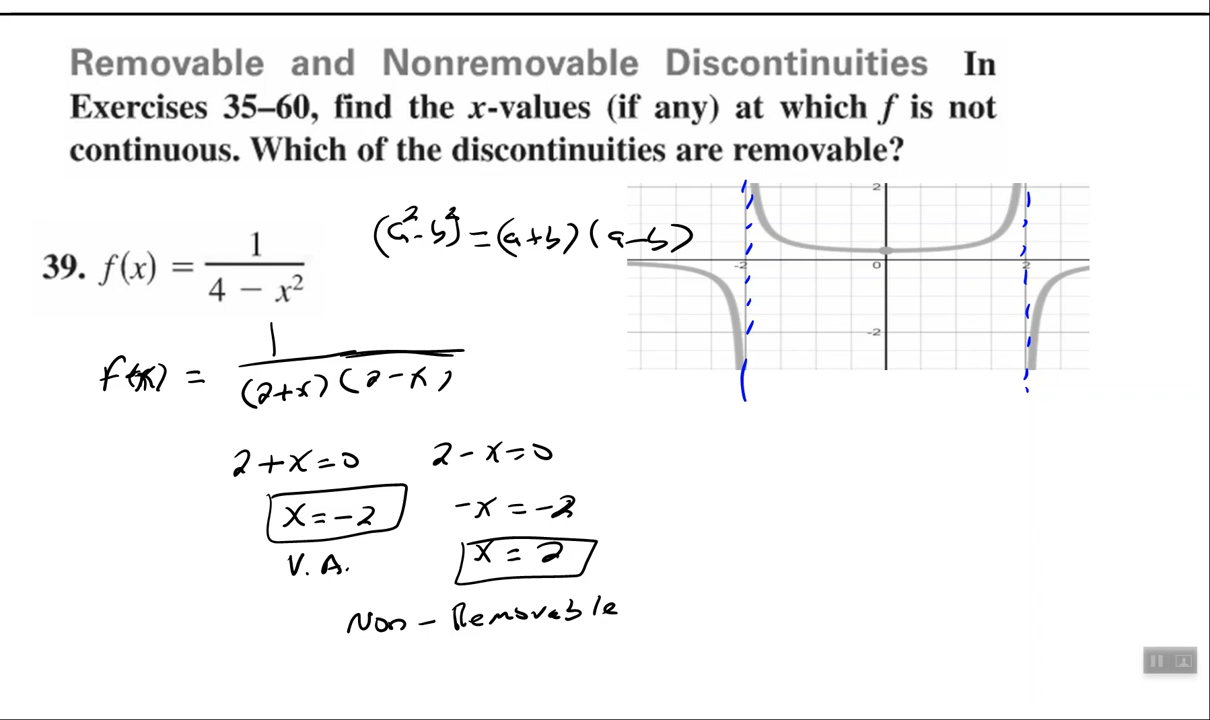 Removable and Nonremovable Discontinuities In
Exercises 35–60, find the x-values (if any) at which f is not
continuous. Which of the discontinuities are removable?
(a²-b²)=(a+b)(a-b)
39. f(x) = 1 / (4 − x²)
2
-2
0
2
-2
f(x) = 1 / (2+x)(2-x)
2+x=0
2-x=0
x=-2
-x=-2
V.A.
x=2
Non-Removable